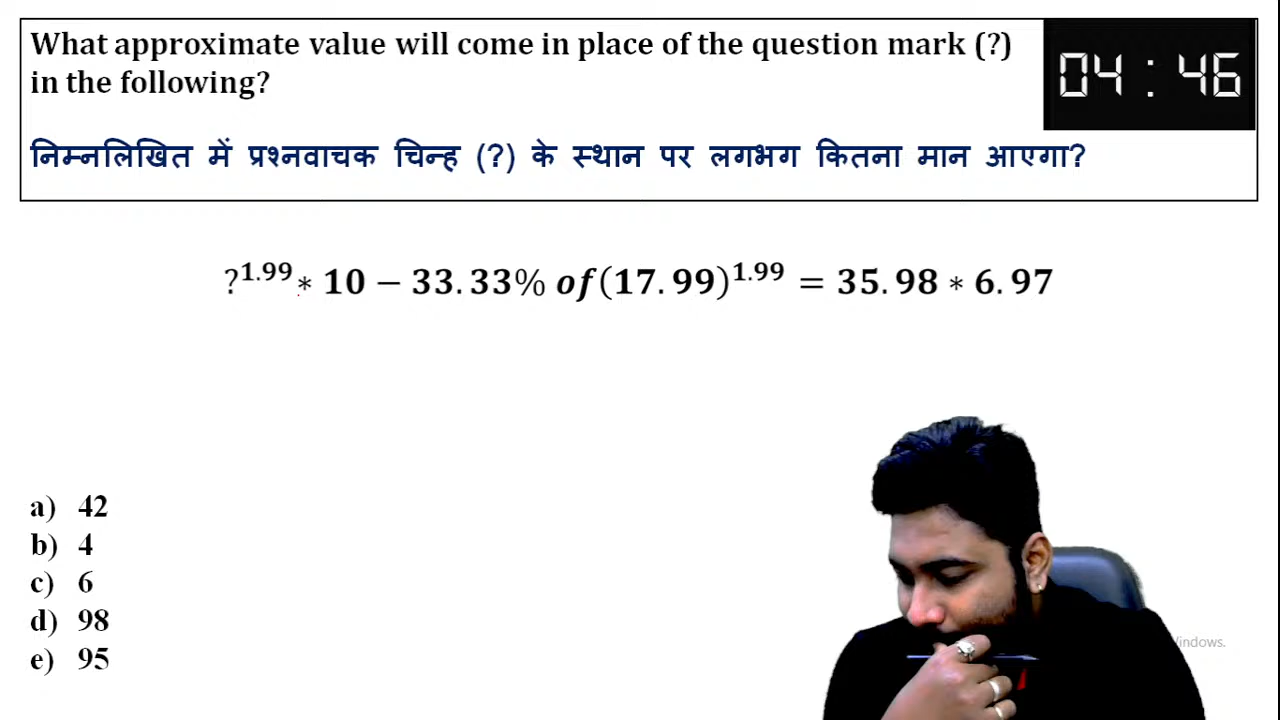 What approximate value will come in place of the question mark (?)
in the following?
04 : 46
निम्नलिखित में प्रश्नवाचक चिन्ह (?) के स्थान पर लगभग कितना मान आएगा?
?^1.99 * 10 − 33.33% of (17.99)^1.99 = 35.98 * 6.97
a) 42
b) 4
c) 6
d) 98
e) 95